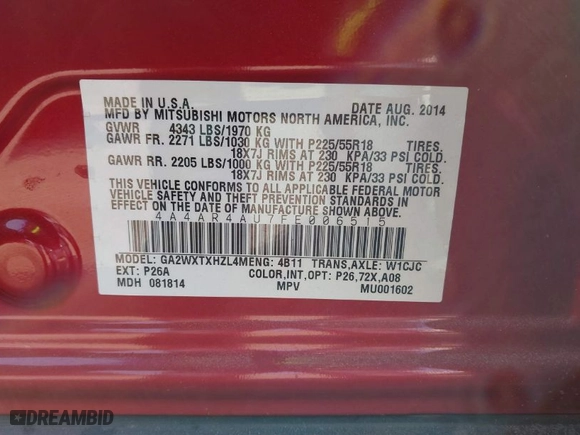 MADE IN U.S.A. DATE AUG. 2014
MFD BY MITSUBISHI MOTORS NORTH AMERICA, INC.
GVWR 4343 LBS/1970 KG
GAWR FR. 2271 LBS/1030 KG WITH P225/55R18 TIRES.
18X7J RIMS AT 230 KPA/33 PSI COLD.
GAWR RR. 2205 LBS/1000 KG WITH P225/55R18 TIRES.
18X7J RIMS AT 230 KPA/33 PSI COLD.
THIS VEHICLE CONFORMS TO ALL APPLICABLE FEDERAL MOTOR
VEHICLE SAFETY AND THEFT PREVENTION STANDARDS IN
EFFECT ON THE DATE OF MANUFACTURE SHOWN ABOVE.
4A4AR4AU7FE006515
MODEL: GA2WXTXHZL4MENG: 4B11 TRANS,AXLE: W1CJC
EXT: P26A COLOR,INT,OPT: P26,72X,A08
MDH 081814 MPV MU001602
DREAMBID